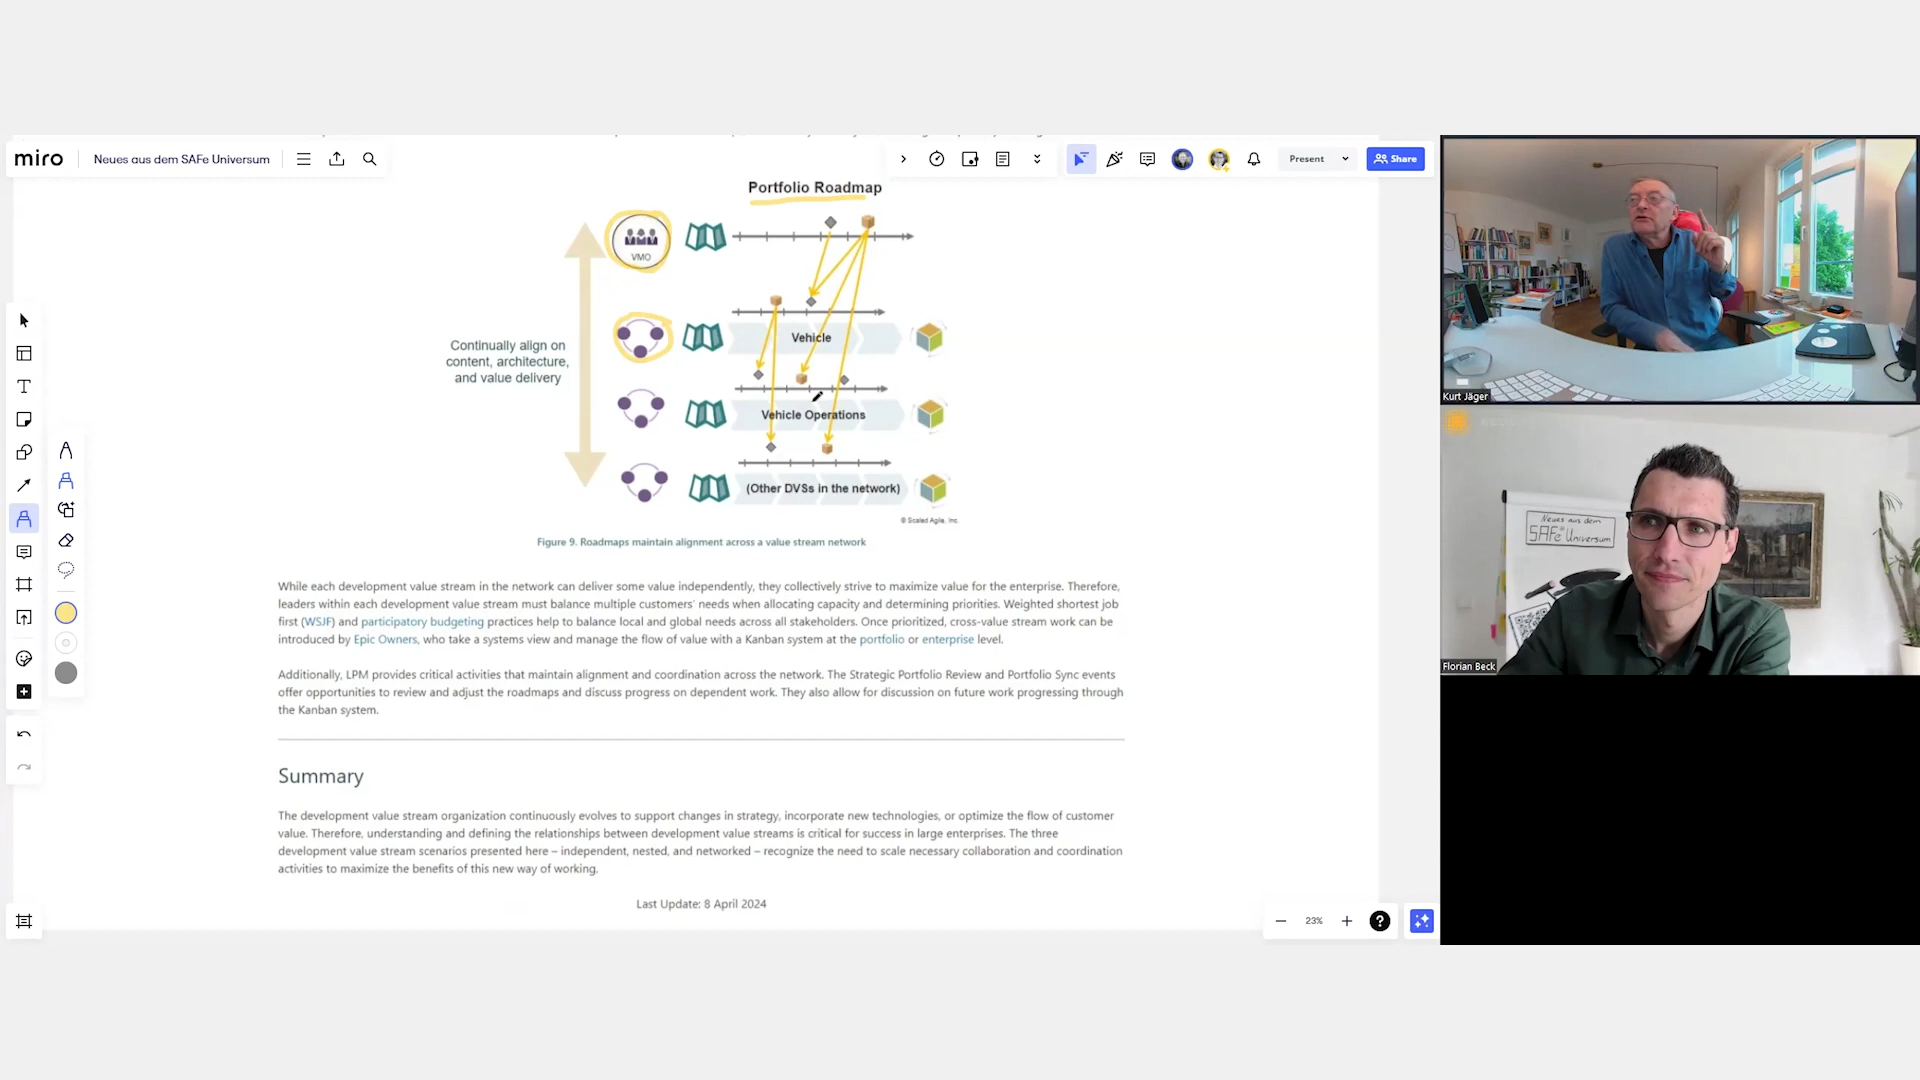 miro
Neues aus dem SAFe Universum
Present
Share
Portfolio Roadmap
VMO
Continually align on
content, architecture,
and value delivery
Vehicle
Vehicle Operations
(Other DVSs in the network)
© Scaled Agile, Inc.
Figure 9. Roadmaps maintain alignment across a value stream network
While each development value stream in the network can deliver some value independently, they collectively strive to maximize value for the enterprise. Therefore,
leaders within each development value stream must balance multiple customers' needs when allocating capacity and determining priorities. Weighted shortest job
first (WSJF) and participatory budgeting practices help to balance local and global needs across all stakeholders. Once prioritized, cross-value stream work can be
introduced by Epic Owners, who take a systems view and manage the flow of value with a Kanban system at the portfolio or enterprise level.
Additionally, LPM provides critical activities that maintain alignment and coordination across the network. The Strategic Portfolio Review and Portfolio Sync events
offer opportunities to review and adjust the roadmaps and discuss progress on dependent work. They also allow for discussion on future work progressing through
the Kanban system.
Summary
The development value stream organization continuously evolves to support changes in strategy, incorporate new technologies, or optimize the flow of customer
value. Therefore, understanding and defining the relationships between development value streams is critical for success in large enterprises. The three
development value stream scenarios presented here – independent, nested, and networked – recognize the need to scale necessary collaboration and coordination
activities to maximize the benefits of this new way of working.
Last Update: 8 April 2024
23%
Kurt Jäger
Neues aus dem
SAFe Universum
Florian Beck